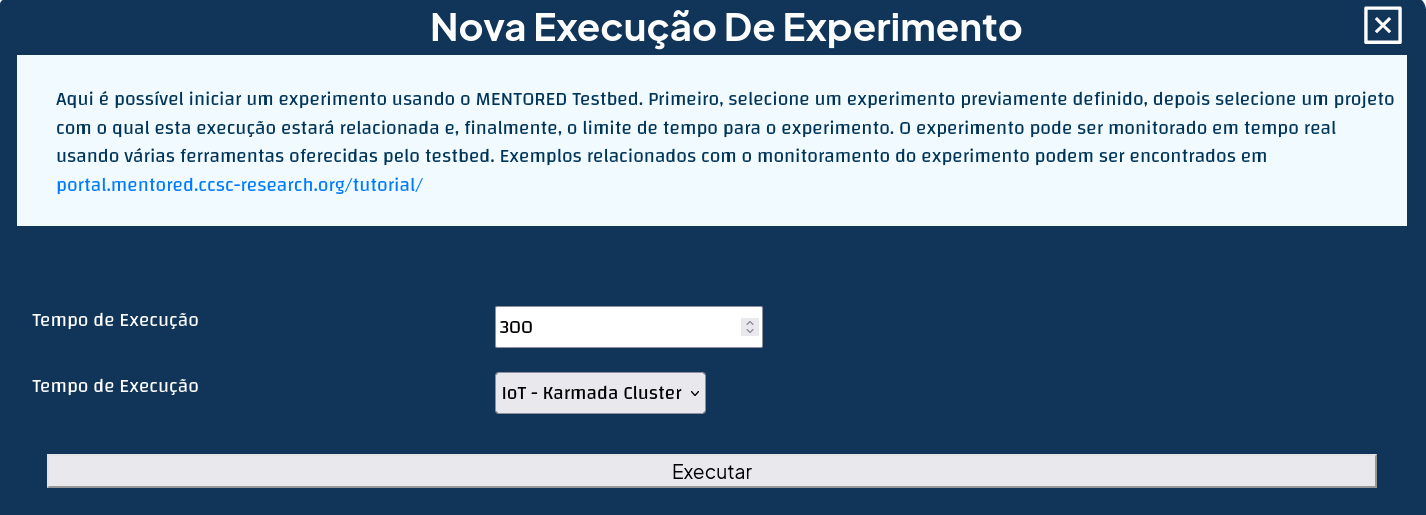 Nova Execução De Experimento
Aqui é possível iniciar um experimento usando o MENTORED Testbed. Primeiro, selecione um experimento previamente definido, depois selecione um projeto
com o qual esta execução estará relacionada e, finalmente, o limite de tempo para o experimento. O experimento pode ser monitorado em tempo real
usando várias ferramentas oferecidas pelo testbed. Exemplos relacionados com o monitoramento do experimento podem ser encontrados em
portal.mentored.ccsc-research.org/tutorial/
Tempo de Execução
300
Tempo de Execução
IoT - Karmada Cluster
Executar